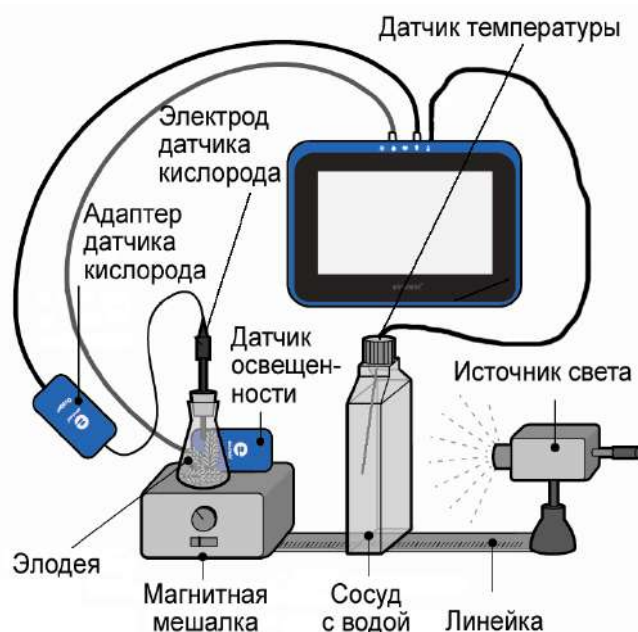 Датчик температуры
Электрод
датчика
кислорода
Адаптер
датчика
кислорода
Датчик
освещен-
ности
Источник света
Элодея
Магнитная
мешалка
Сосуд
с водой
Линейка